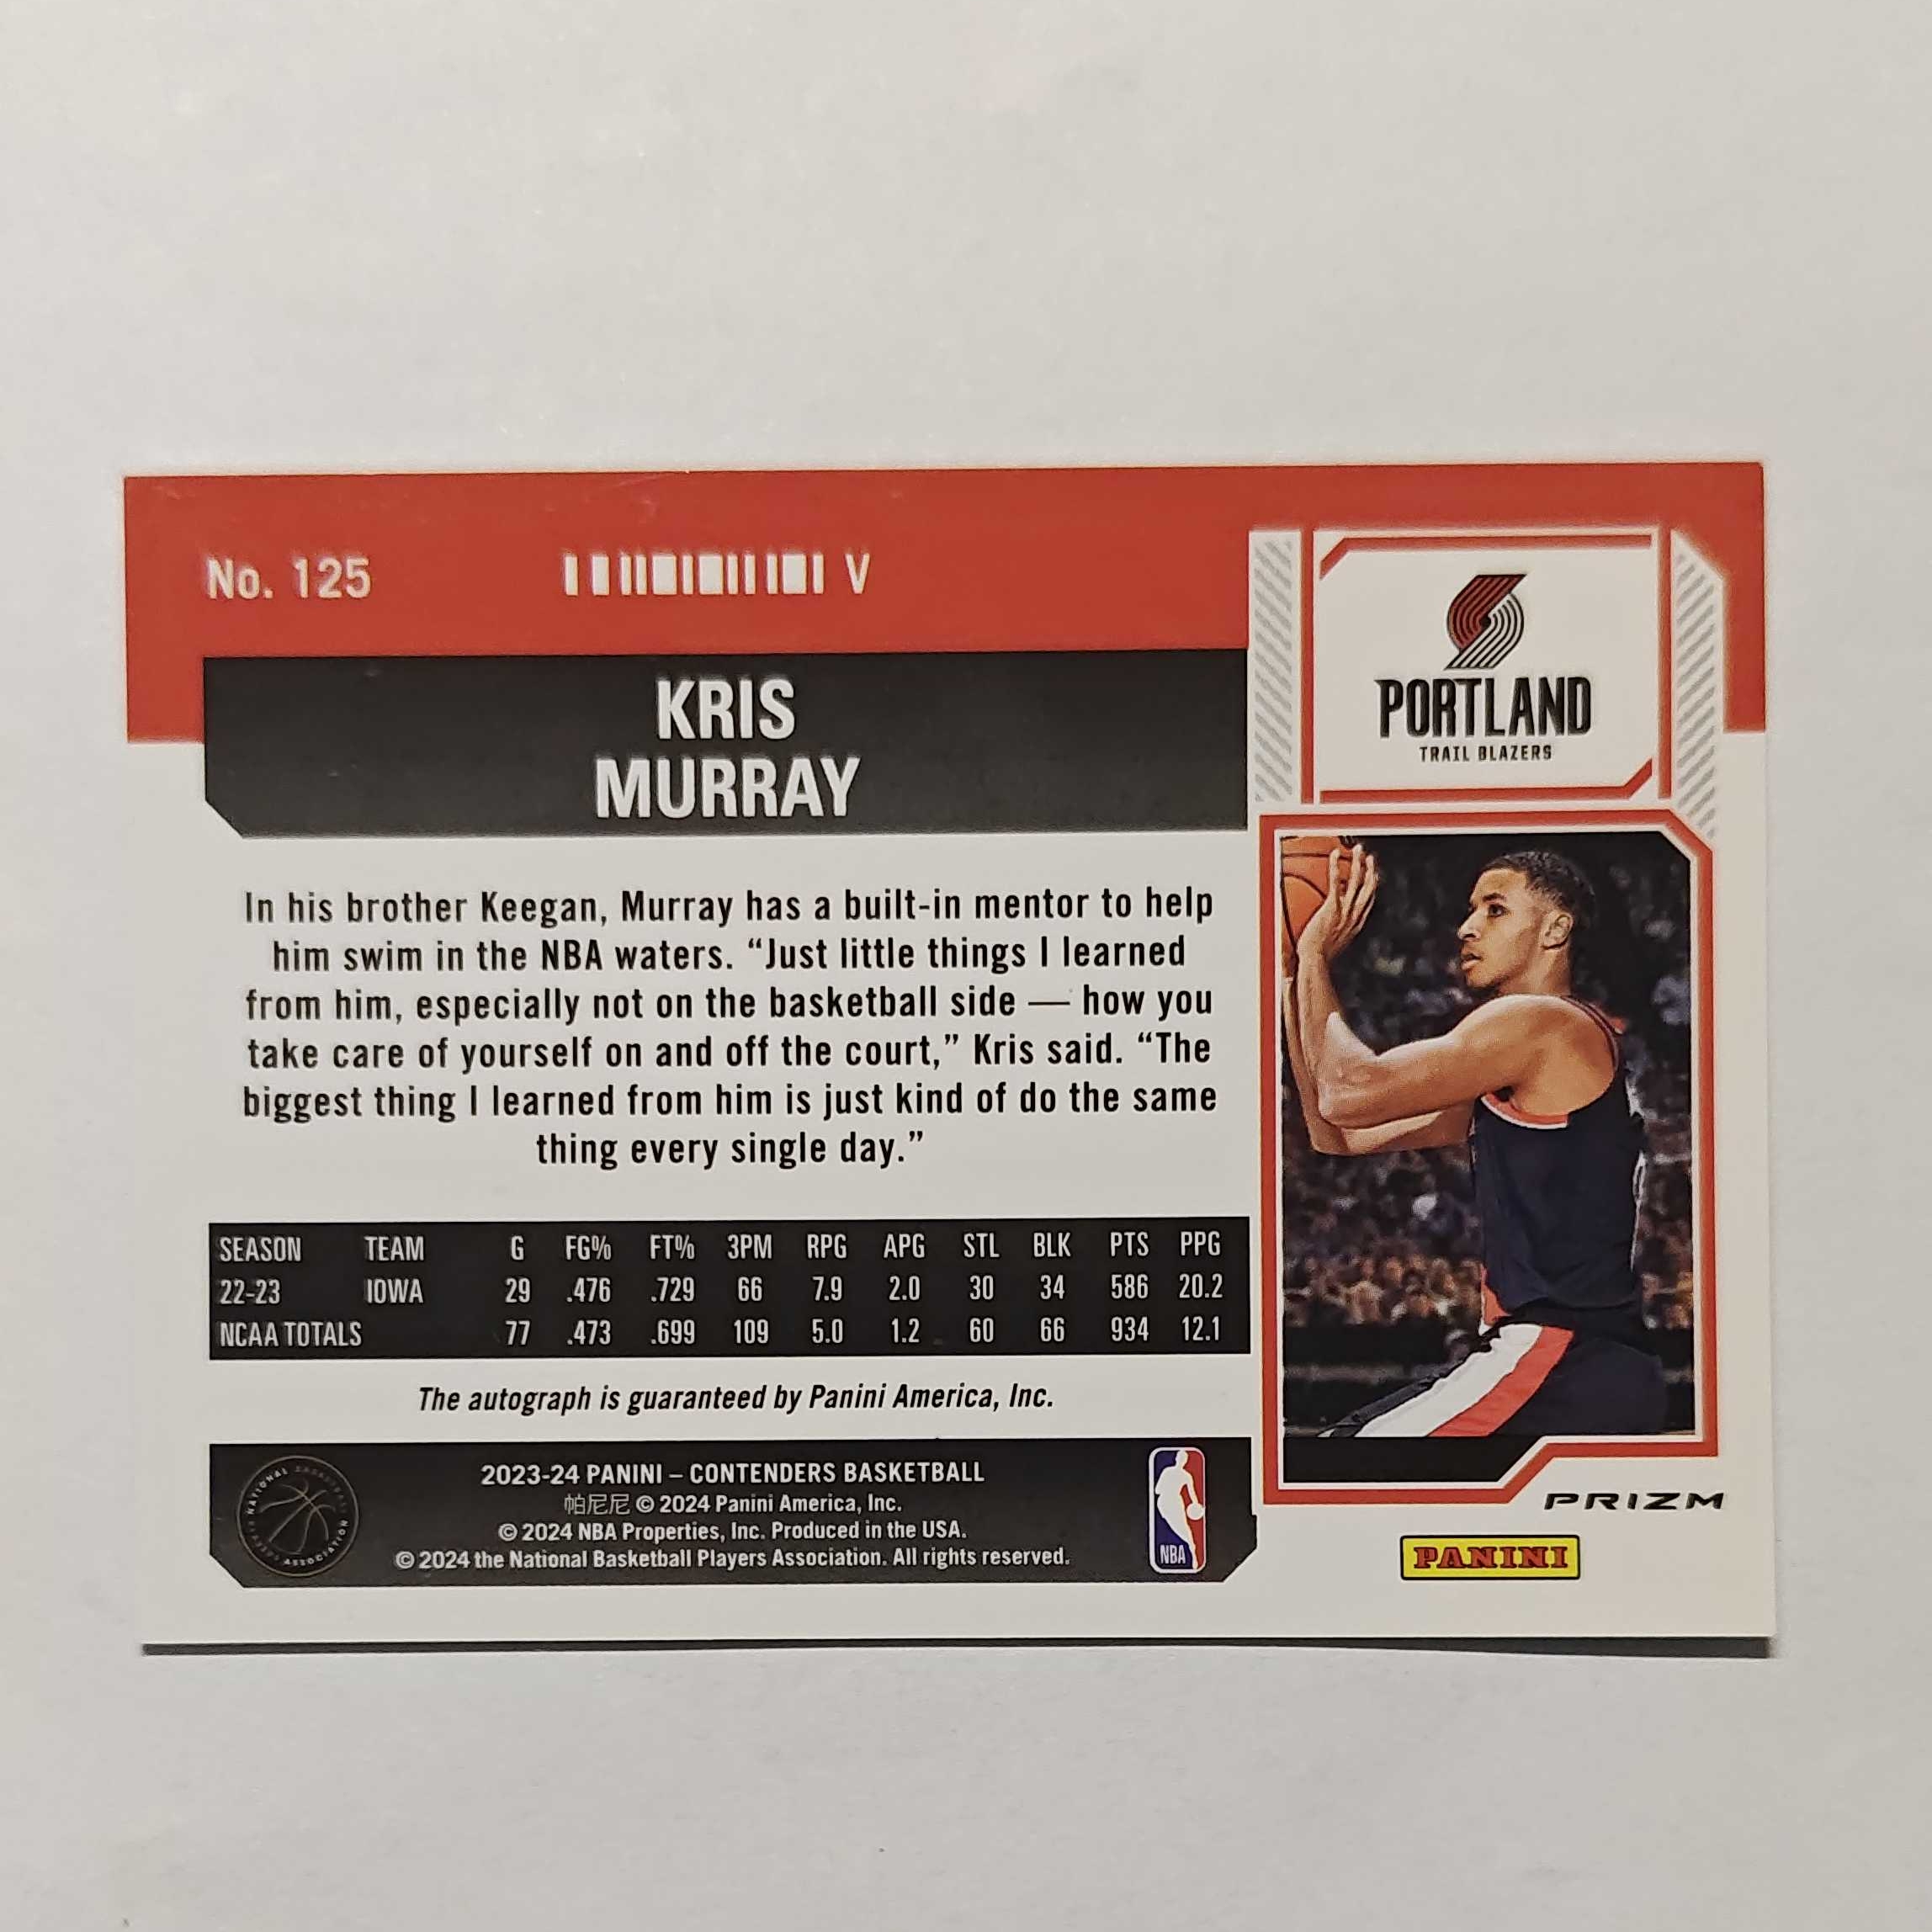 No. 125
V
KRIS
MURRAY
PORTLAND
TRAIL BLAZERS
In his brother Keegan, Murray has a built-in mentor to help
him swim in the NBA waters. “Just little things I learned
from him, especially not on the basketball side — how you
take care of yourself on and off the court,” Kris said. “The
biggest thing I learned from him is just kind of do the same
thing every single day.”
SEASON TEAM G FG% FT% 3PM RPG APG STL BLK PTS PPG
22-23 IOWA 29 .476 .729 66 7.9 2.0 30 34 586 20.2
NCAA TOTALS 77 .473 .699 109 5.0 1.2 60 66 934 12.1
The autograph is guaranteed by Panini America, Inc.
NATIONAL BASKETBALL PLAYERS ASSOCIATION
2023-24 PANINI – CONTENDERS BASKETBALL
帕尼尼 © 2024 Panini America, Inc.
© 2024 NBA Properties, Inc. Produced in the USA.
© 2024 the National Basketball Players Association. All rights reserved.
NBA
PRIZM
PANINI